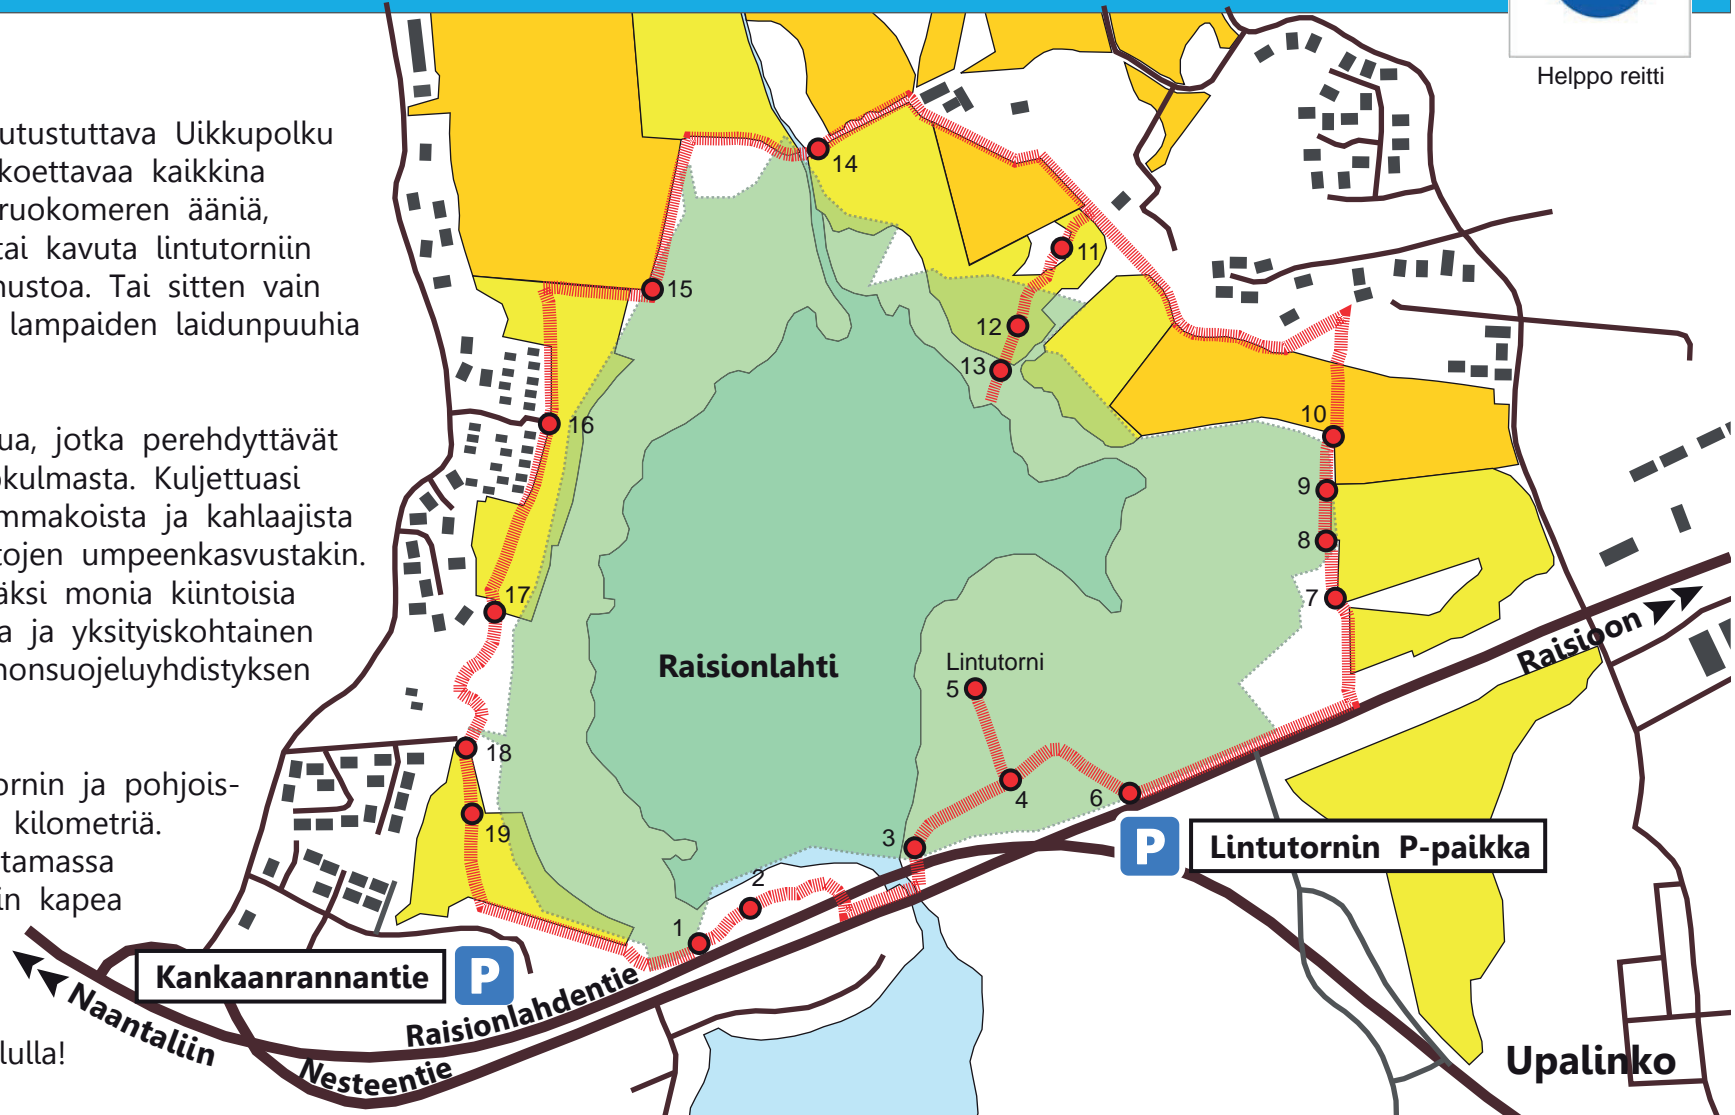 Helppo reitti
utustuttava Uikkupolku
koettavaa kaikkina
ruokomeren ääniä,
tai kavuta lintutorniin
nustoa. Tai sitten vain
lampaiden laidunpuuhia
ua, jotka perehdyttävät
kulmasta. Kuljettuasi
mmakoista ja kahlaajista
tojen umpeenkasvustakin.
äksi monia kiintoisia
a ja yksityiskohtainen
nonsuojeluyhdistyksen
ornin ja pohjois-
kilometriä.
tamassa
in kapea
lulla!
14
11
15
12
13
10
16
9
8
17
7
Raisioon
Raisionlahti
Lintutorni
5
18
4
6
19
3
P
Lintutornin P-paikka
2
1
Kankaanrannantie
P
Raisionlahdentie
Naantaliin
Nesteentie
Upalinko